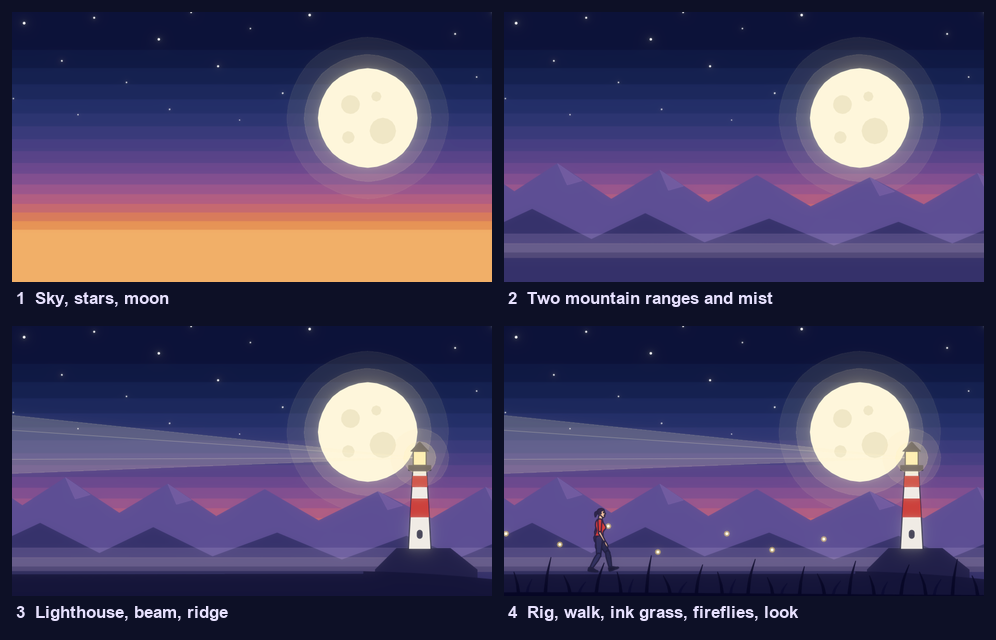 1 Sky, stars, moon
2 Two mountain ranges and mist
3 Lighthouse, beam, ridge
4 Rig, walk, ink grass, fireflies, look